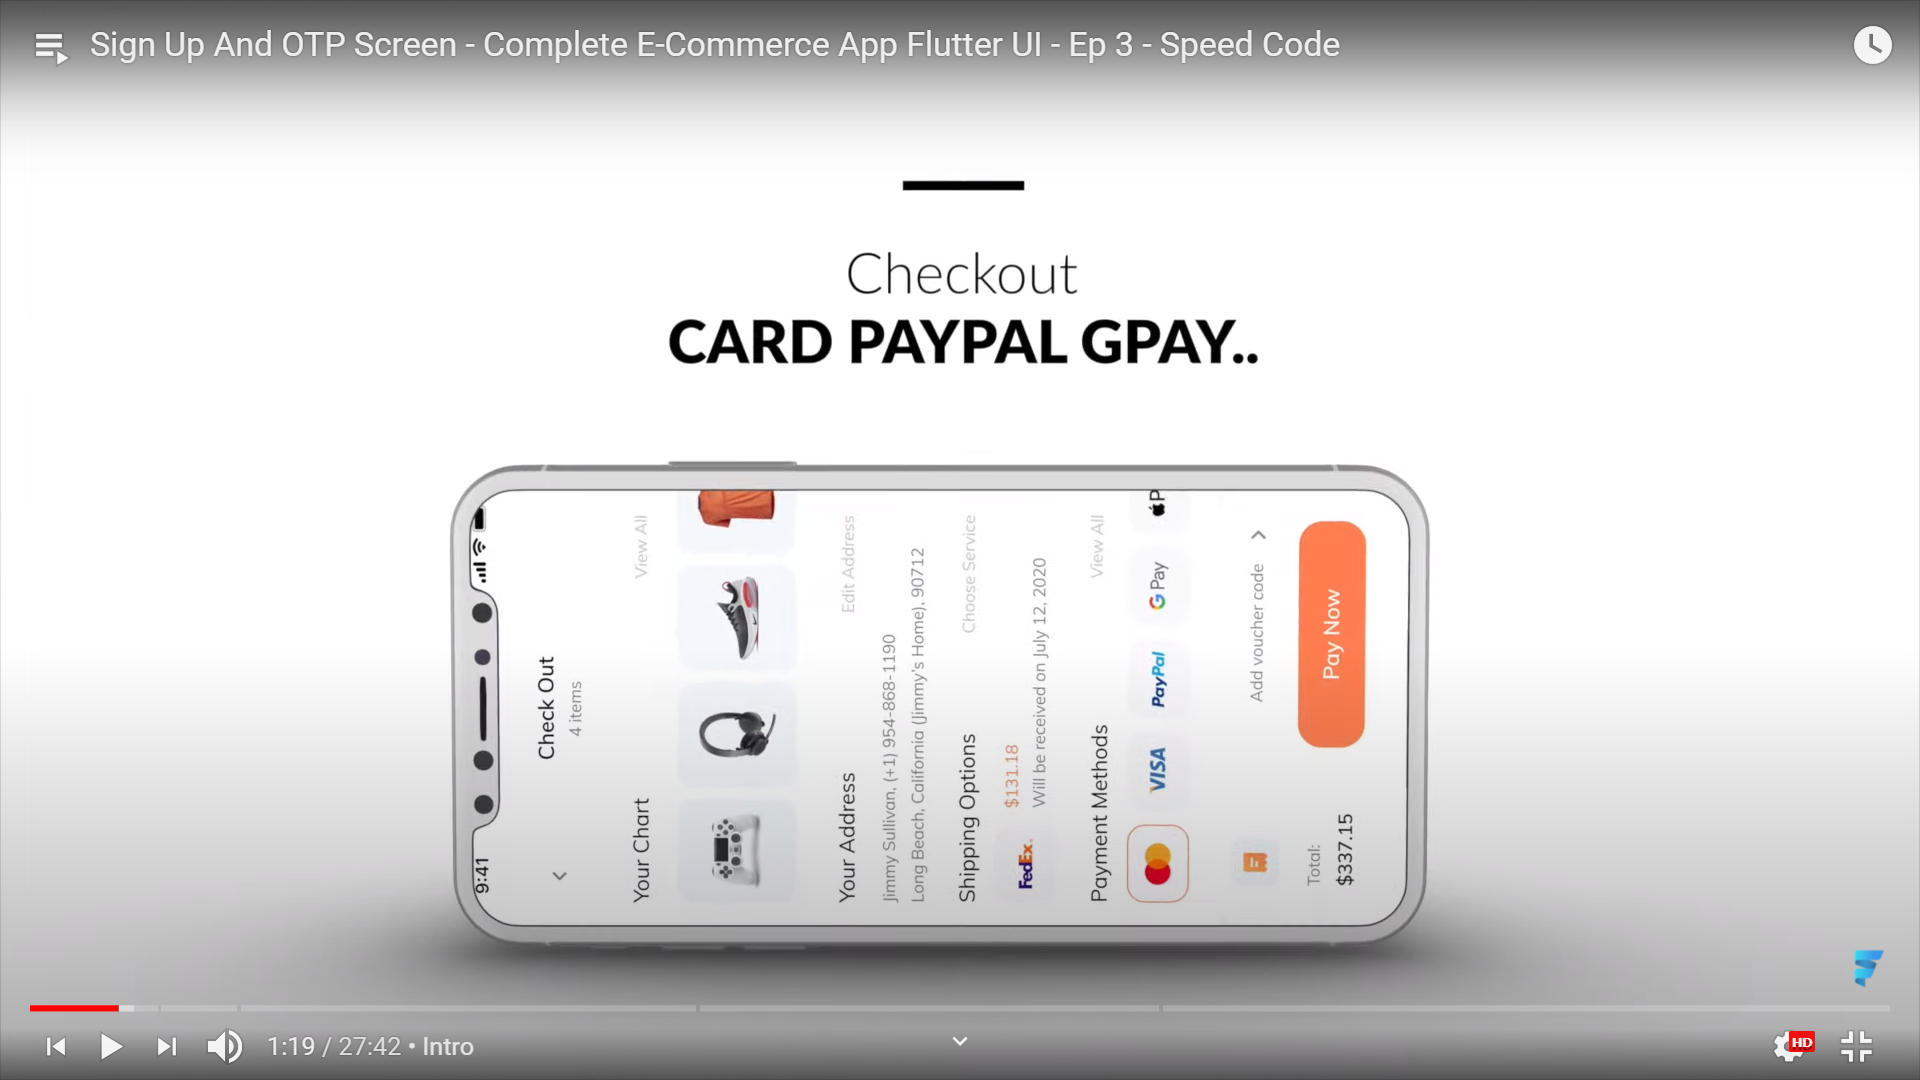 Sign Up And OTP Screen - Complete E-Commerce App Flutter UI - Ep 3 - Speed Code
Checkout
CARD PAYPAL GPAY..
9:41
Check Out
4 items
Your Chart
View All
Your Address
Edit Address
Jimmy Sullivan, (+1) 954-868-1190
Long Beach, California (Jimmy's Home), 90712
Shipping Options
Choose Service
FedEx.
$131.18
Will be received on July 12, 2020
Payment Methods
View All
VISA
PayPal
G Pay
P
Add voucher code
Total:
$337.15
Pay Now
1:19 / 27:42 • Intro
HD